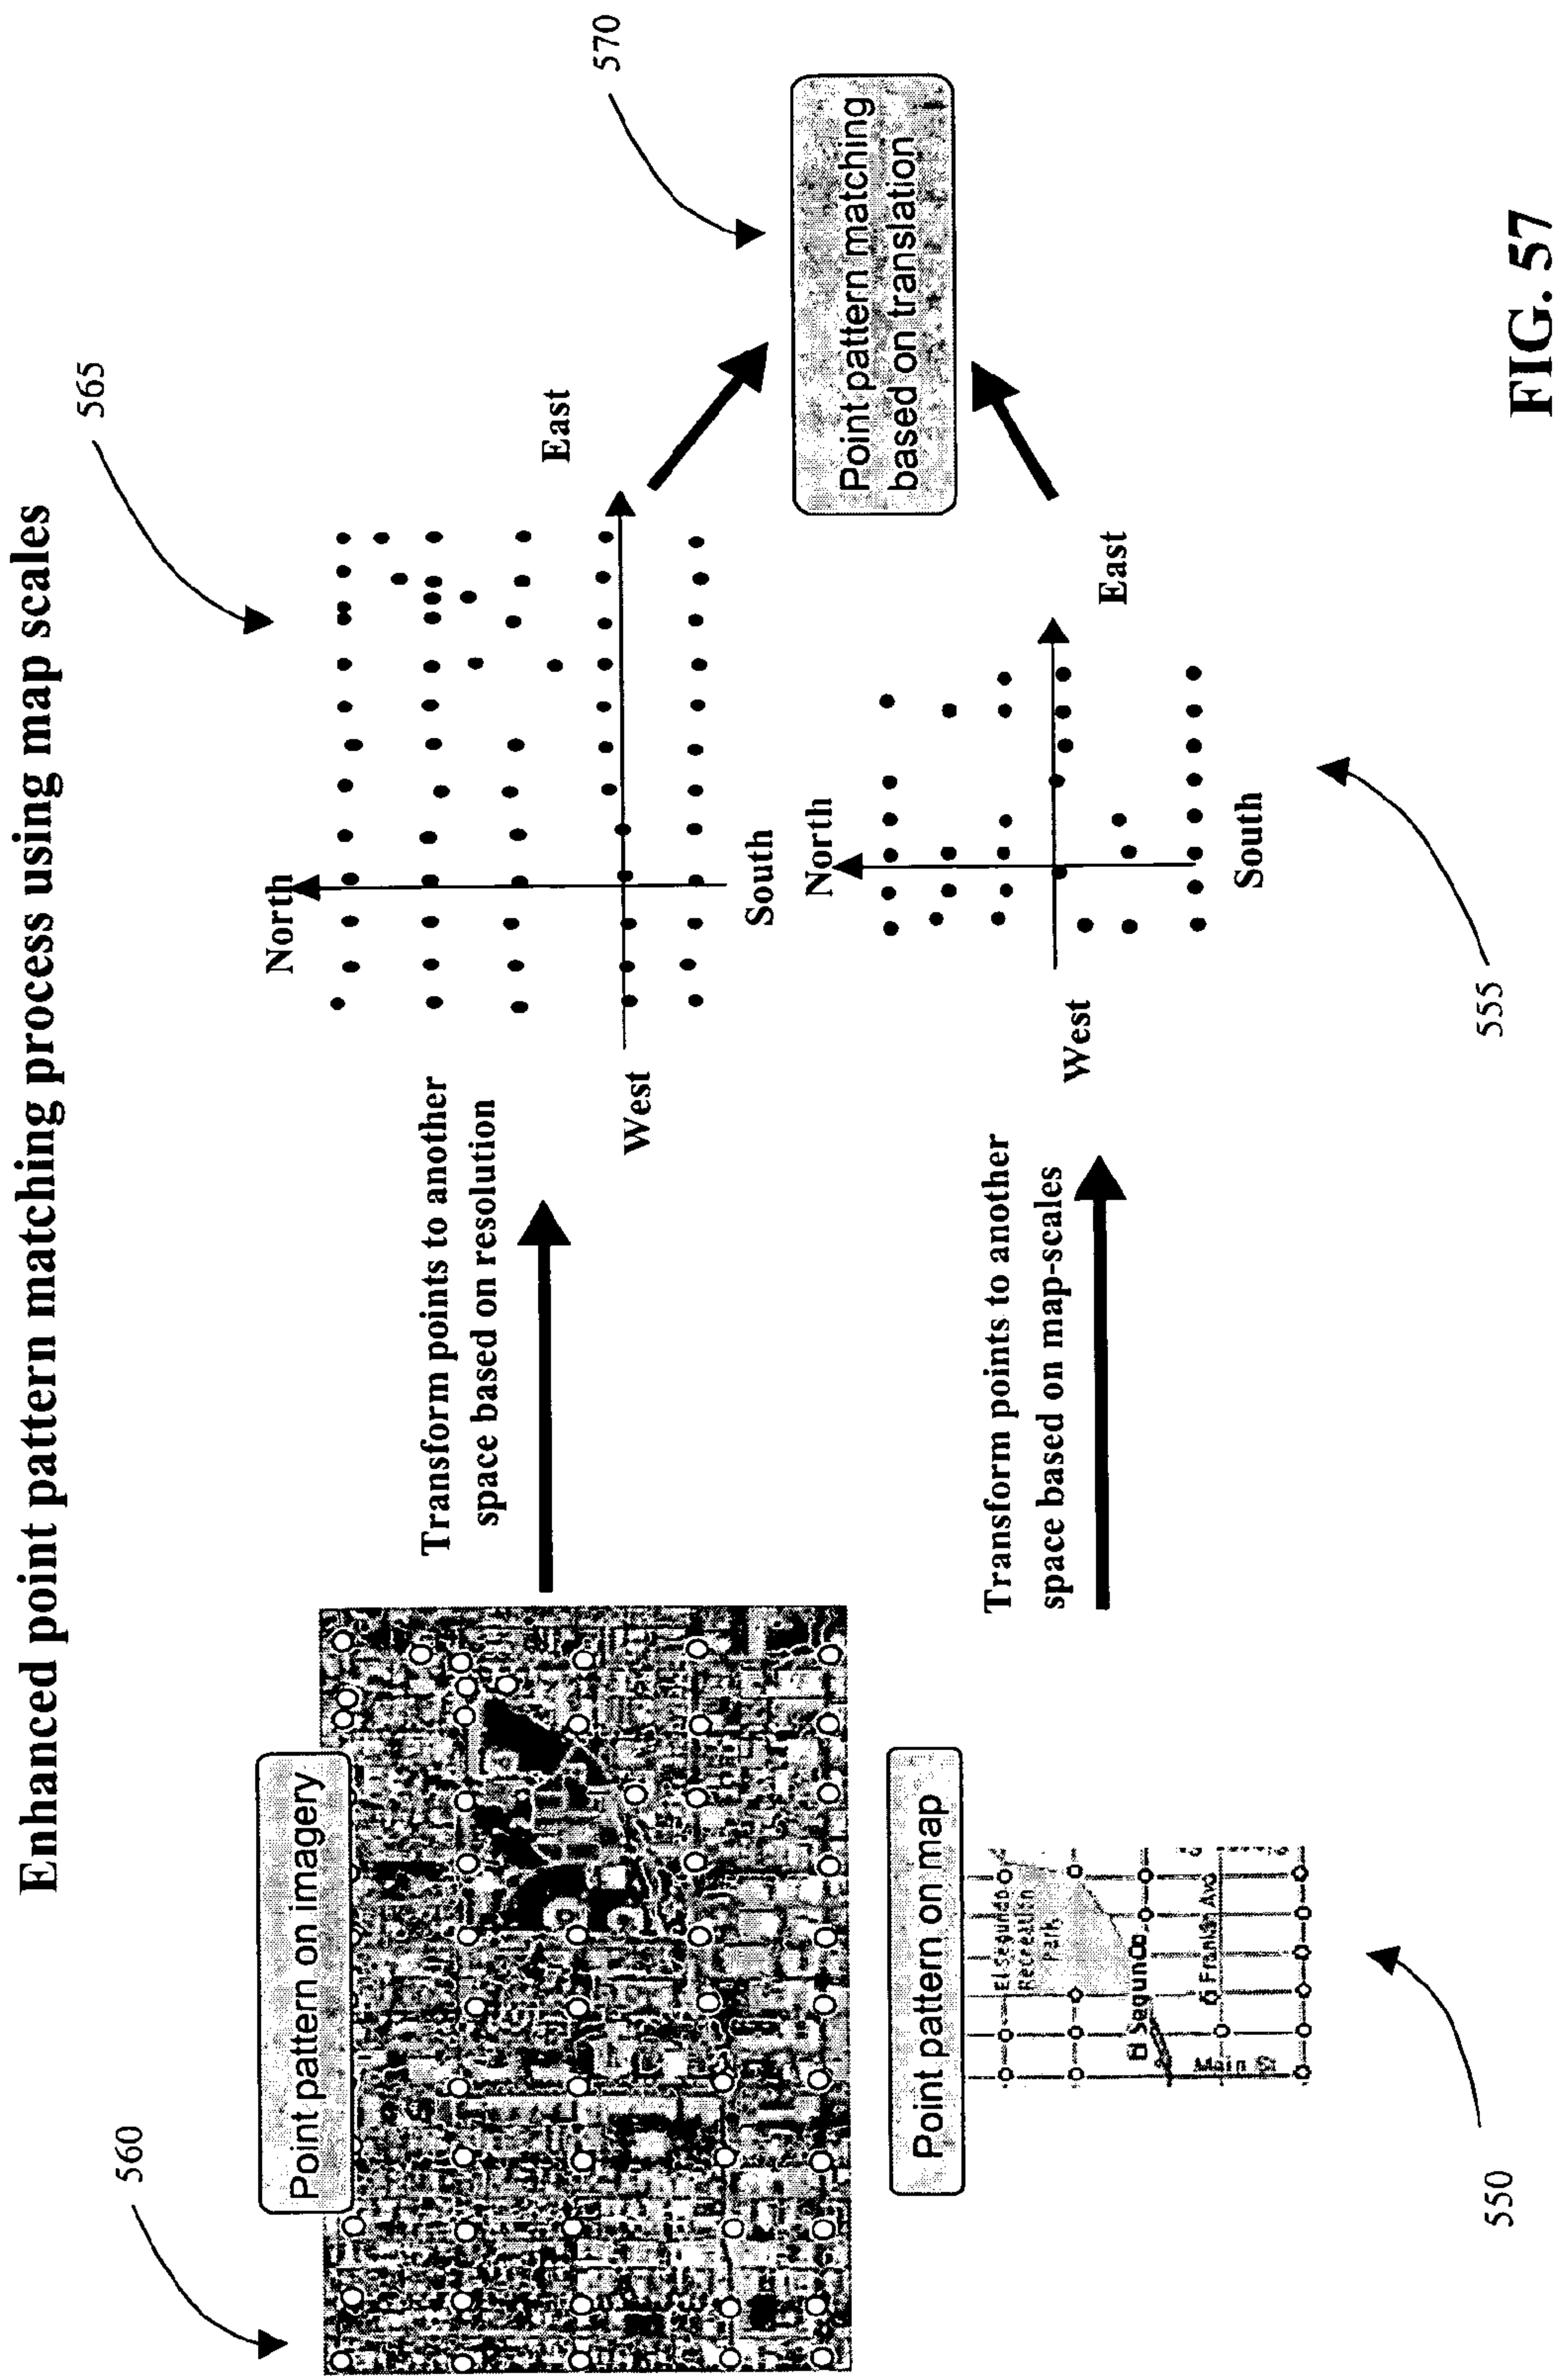 Enhanced point pattern matching process using map scales
560
Point pattern on imagery
Transform points to another
space based on resolution
565
North
East
West
South
570
Point pattern matching
based on translation
Point pattern on map
El Segundo
Recreation
Park
El Segundo
E Franklin Av
Main St
550
Transform points to another
space based on map-scales
North
East
West
South
555
FIG. 57